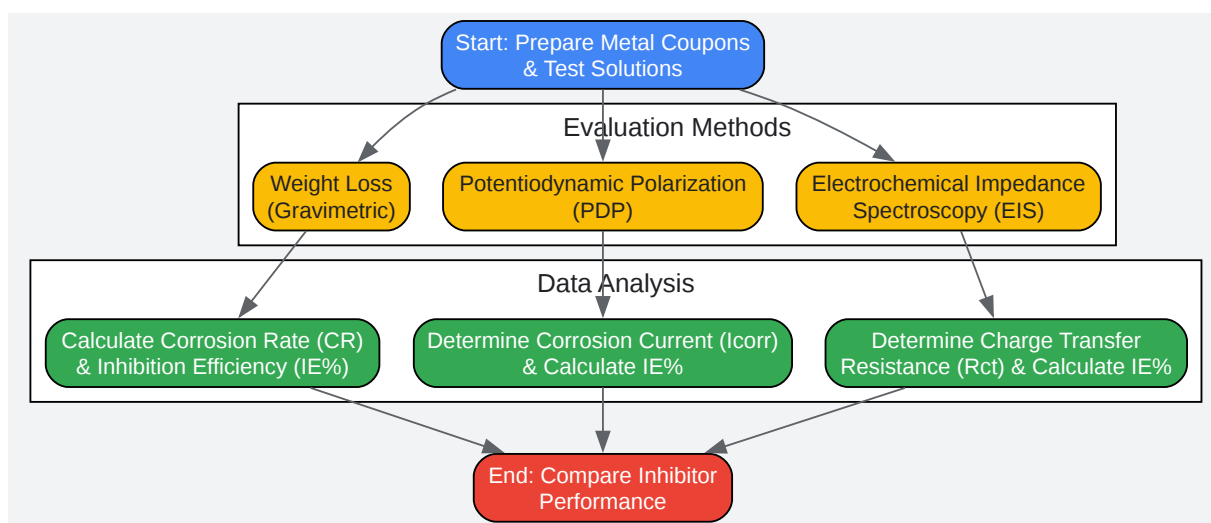 Start: Prepare Metal Coupons
& Test Solutions
Evaluation Methods
Weight Loss
(Gravimetric)
Potentiodynamic Polarization
(PDP)
Electrochemical Impedance
Spectroscopy (EIS)
Data Analysis
Calculate Corrosion Rate (CR)
& Inhibition Efficiency (IE%)
Determine Corrosion Current (Icorr)
& Calculate IE%
Determine Charge Transfer
Resistance (Rct) & Calculate IE%
End: Compare Inhibitor
Performance